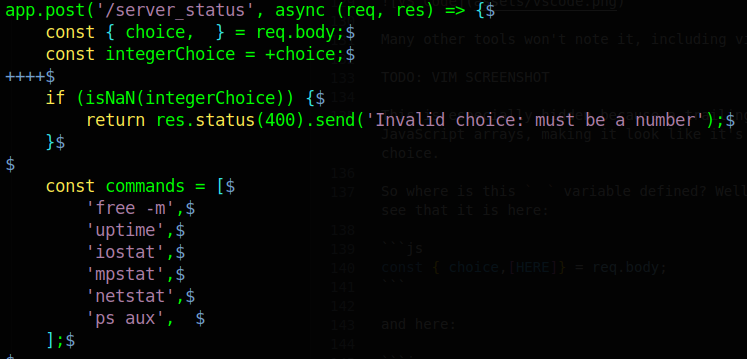 app.post('/server_status', async (req, res) => {$
    const { choice,  } = req.body;$
    const integerChoice = +choice;$
++++$
    if (isNaN(integerChoice)) {$
        return res.status(400).send('Invalid choice: must be a number');$
    }$
$
    const commands = [$
        'free -m',$
        'uptime',$
        'iostat',$
        'mpstat',$
        'netstat',$
        'ps aux',  $
    ];$
Many other tools won't note it, including v
133 TODO: VIM SCREENSHOT
134
JavaScript arrays, making it look like it's
choice.
136
137 So where is this ` ` variable defined? Wel
see that it is here:
138
139 ```js
140 const { choice,[HERE]} = req.body;
141 ```
142
143 and here:
144